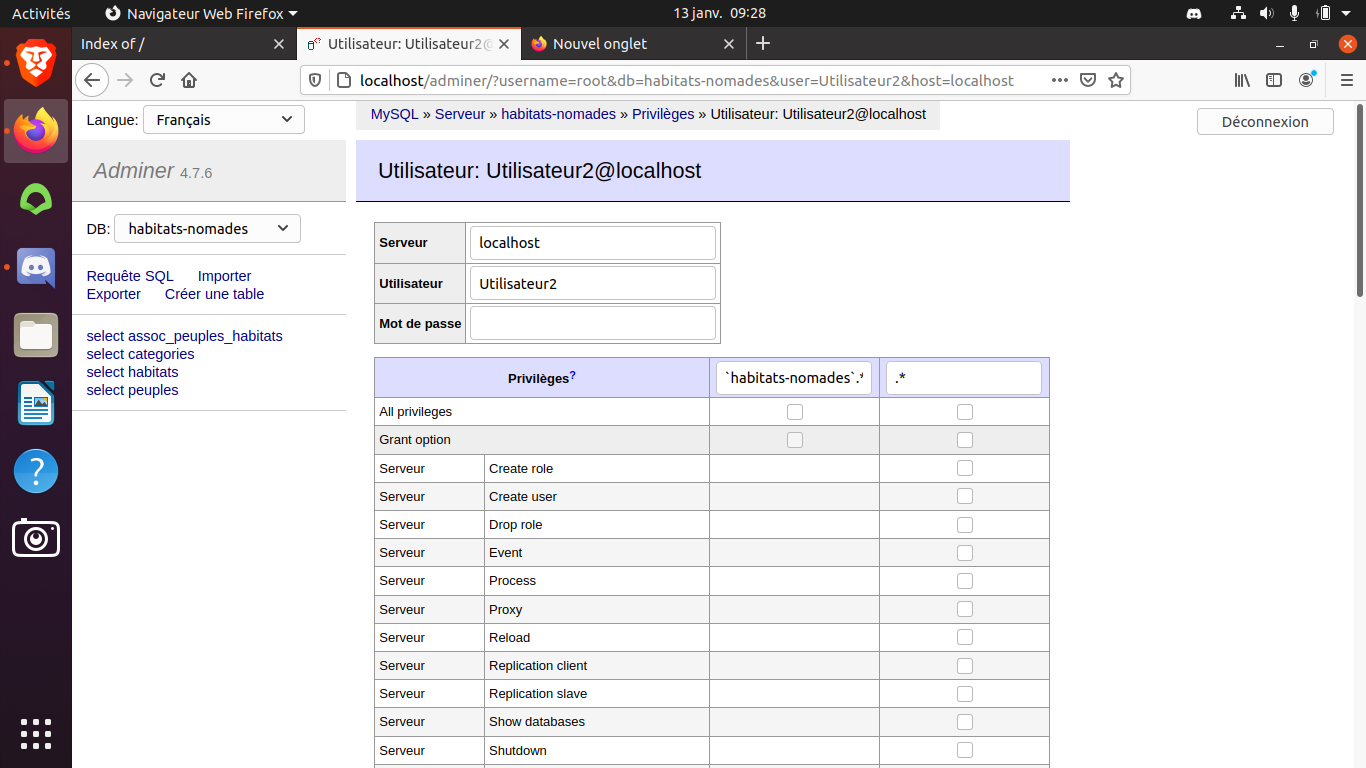 Activités Navigateur Web Firefox 13 janv. 09:28
Index of / Utilisateur: Utilisateur2@ Nouvel onglet
localhost/adminer/?username=root&db=habitats-nomades&user=Utilisateur2&host=localhost
Langue: Français
MySQL » Serveur » habitats-nomades » Privilèges » Utilisateur: Utilisateur2@localhost
Déconnexion
Adminer 4.7.6
Utilisateur: Utilisateur2@localhost
DB: habitats-nomades
Requête SQL Importer
Exporter Créer une table
select assoc_peuples_habitats
select categories
select habitats
select peuples
Serveur localhost
Utilisateur Utilisateur2
Mot de passe
Privilèges? `habitats-nomades`.* .*
All privileges
Grant option
Serveur Create role
Serveur Create user
Serveur Drop role
Serveur Event
Serveur Process
Serveur Proxy
Serveur Reload
Serveur Replication client
Serveur Replication slave
Serveur Show databases
Serveur Shutdown